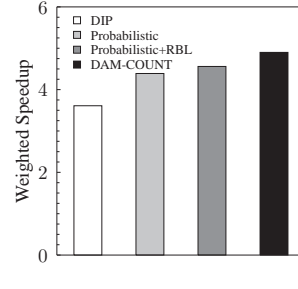 6
DIP
Probabilistic
Probabilistic+RBL
DAM-COUNT
4
2
0
Weighted Speedup